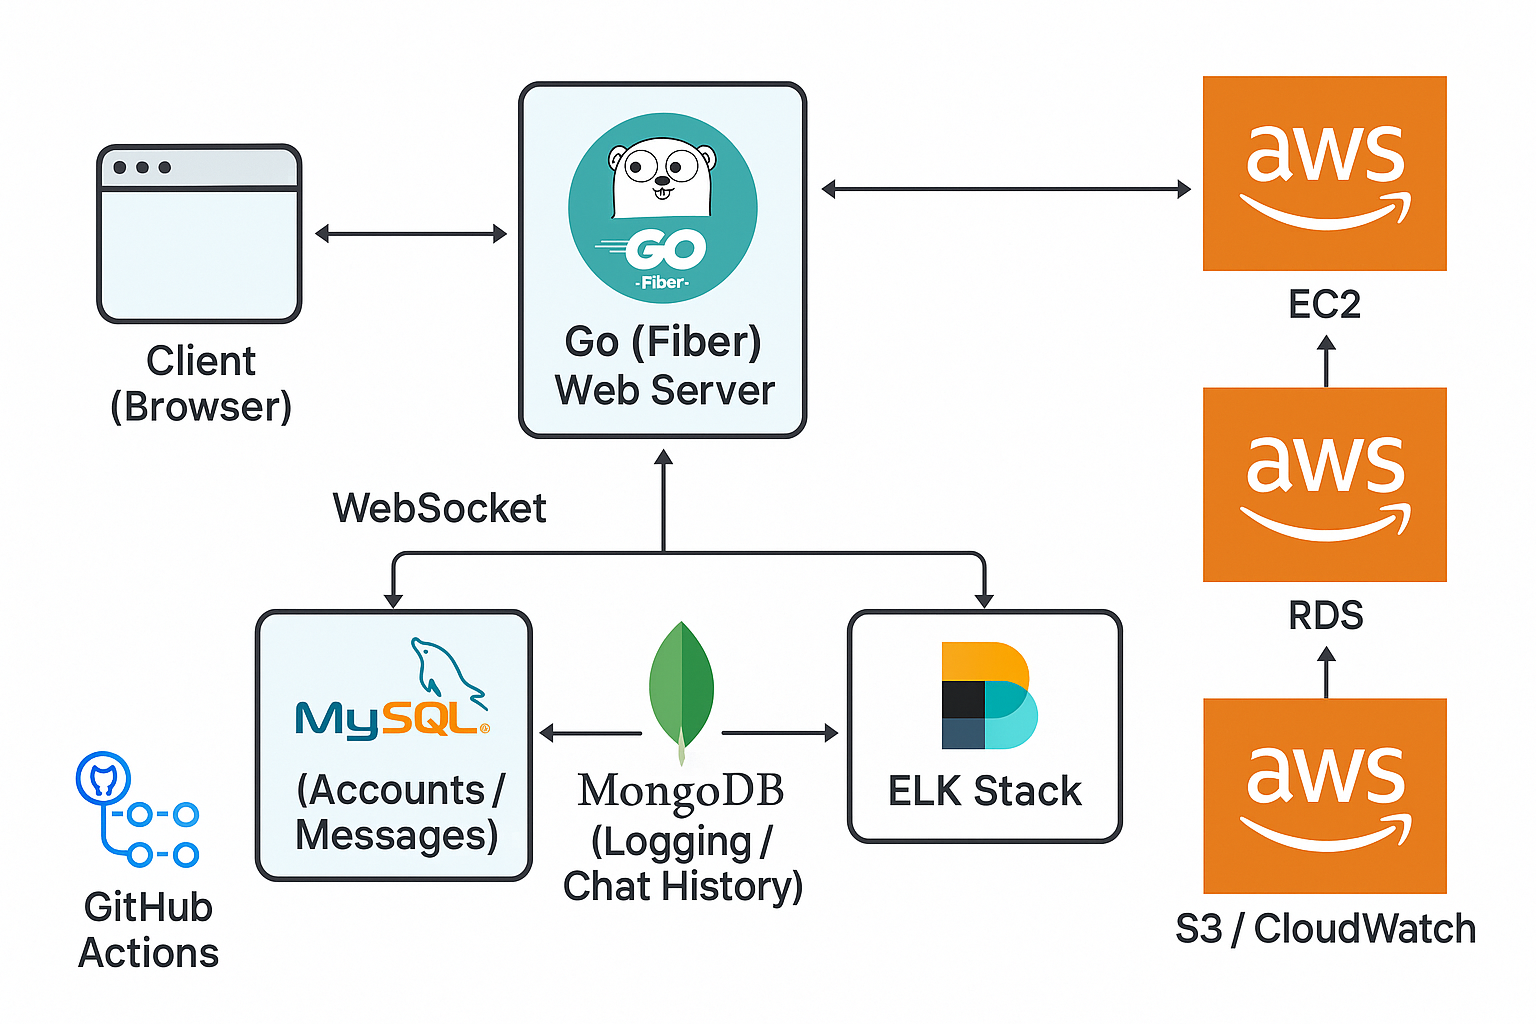 GO
-Fiber-
Go (Fiber)
Web Server
Client
(Browser)
aws
EC2
WebSocket
aws
RDS
MySQL®
(Accounts /
Messages)
MongoDB
(Logging /
Chat History)
ELK Stack
aws
S3 / CloudWatch
GitHub
Actions